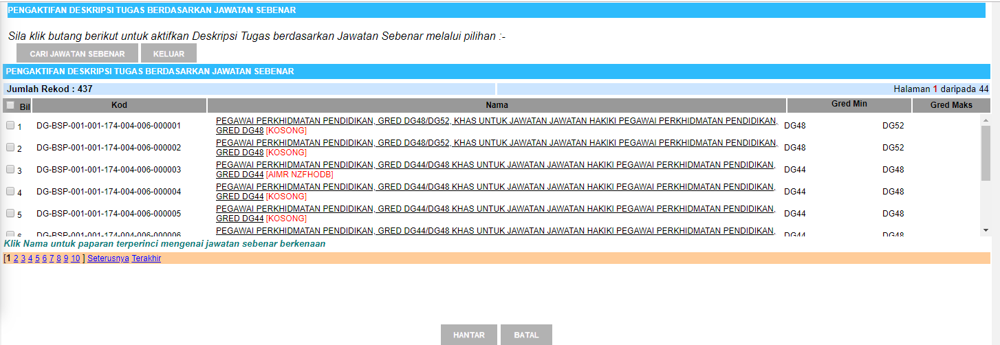 PENGAKTIFAN DESKRIPSI TUGAS BERDASARKAN JAWATAN SEBENAR
Sila klik butang berikut untuk aktifkan Deskripsi Tugas berdasarkan Jawatan Sebenar melalui pilihan :-
CARI JAWATAN SEBENAR KELUAR
PENGAKTIFAN DESKRIPSI TUGAS BERDASARKAN JAWATAN SEBENAR
Jumlah Rekod : 437 Halaman 1 daripada 44
Bil Kod Nama Gred Min Gred Maks
1 DG-BSP-001-001-174-004-006-000001 PEGAWAI PERKHIDMATAN PENDIDIKAN, GRED DG48/DG52, KHAS UNTUK JAWATAN JAWATAN HAKIKI PEGAWAI PERKHIDMATAN PENDIDIKAN, DG48 DG52
GRED DG48 [KOSONG]
2 DG-BSP-001-001-174-004-006-000002 PEGAWAI PERKHIDMATAN PENDIDIKAN, GRED DG48/DG52, KHAS UNTUK JAWATAN JAWATAN HAKIKI PEGAWAI PERKHIDMATAN PENDIDIKAN, DG48 DG52
GRED DG48 [KOSONG]
3 DG-BSP-001-001-174-004-006-000003 PEGAWAI PERKHIDMATAN PENDIDIKAN, GRED DG44/DG48 KHAS UNTUK JAWATAN JAWATAN HAKIKI PEGAWAI PERKHIDMATAN PENDIDIKAN, DG44 DG48
GRED DG44 [AIMR NZFHODB]
4 DG-BSP-001-001-174-004-006-000004 PEGAWAI PERKHIDMATAN PENDIDIKAN, GRED DG44/DG48 KHAS UNTUK JAWATAN JAWATAN HAKIKI PEGAWAI PERKHIDMATAN PENDIDIKAN, DG44 DG48
GRED DG44 [KOSONG]
5 DG-BSP-001-001-174-004-006-000005 PEGAWAI PERKHIDMATAN PENDIDIKAN, GRED DG44/DG48 KHAS UNTUK JAWATAN JAWATAN HAKIKI PEGAWAI PERKHIDMATAN PENDIDIKAN, DG44 DG48
GRED DG44 [KOSONG]
6 DG-BSP-001-001-174-004-006-000006 PEGAWAI PERKHIDMATAN PENDIDIKAN, GRED DG44/DG48 KHAS UNTUK JAWATAN JAWATAN HAKIKI PEGAWAI PERKHIDMATAN PENDIDIKAN, DG44 DG48
Klik Nama untuk paparan terperinci mengenai jawatan sebenar berkenaan
[1 2 3 4 5 6 7 8 9 10 ] Seterusnya Terakhir
HANTAR BATAL